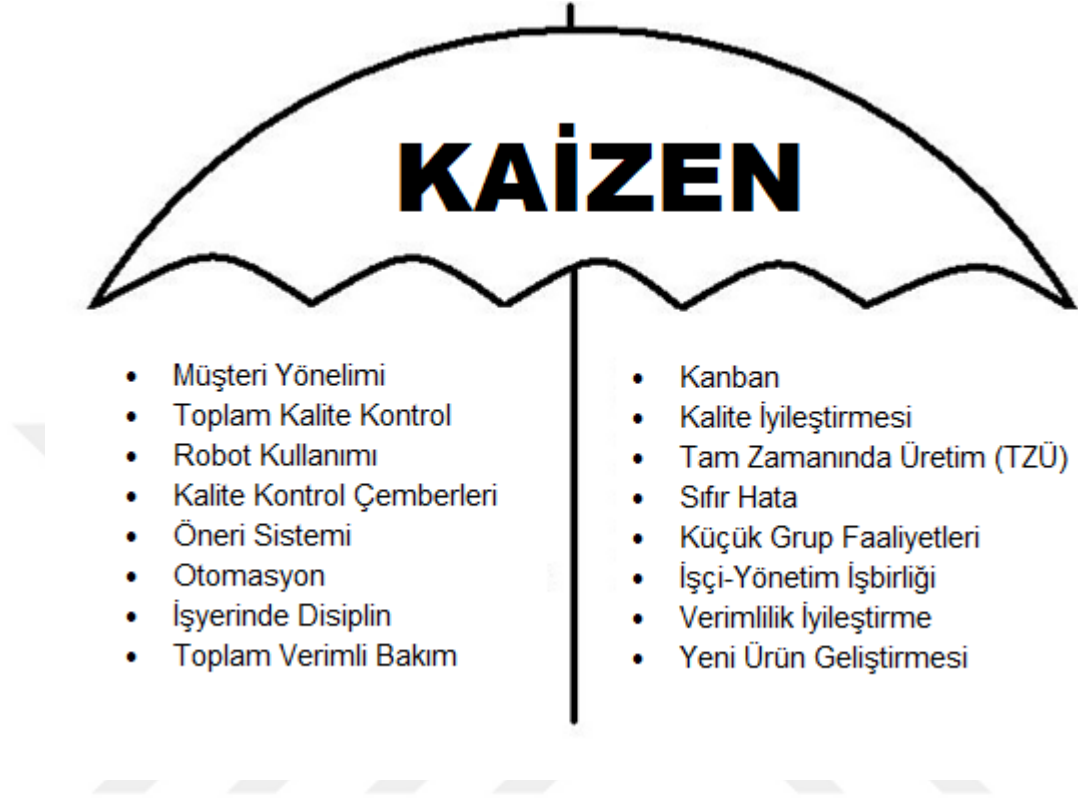 KAİZEN
• Müşteri Yönelimi
• Toplam Kalite Kontrol
• Robot Kullanımı
• Kalite Kontrol Çemberleri
• Öneri Sistemi
• Otomasyon
• İşyerinde Disiplin
• Toplam Verimli Bakım
• Kanban
• Kalite İyileştirmesi
• Tam Zamanında Üretim (TZÜ)
• Sıfır Hata
• Küçük Grup Faaliyetleri
• İşçi-Yönetim İşbirliği
• Verimlilik İyileştirme
• Yeni Ürün Geliştirmesi